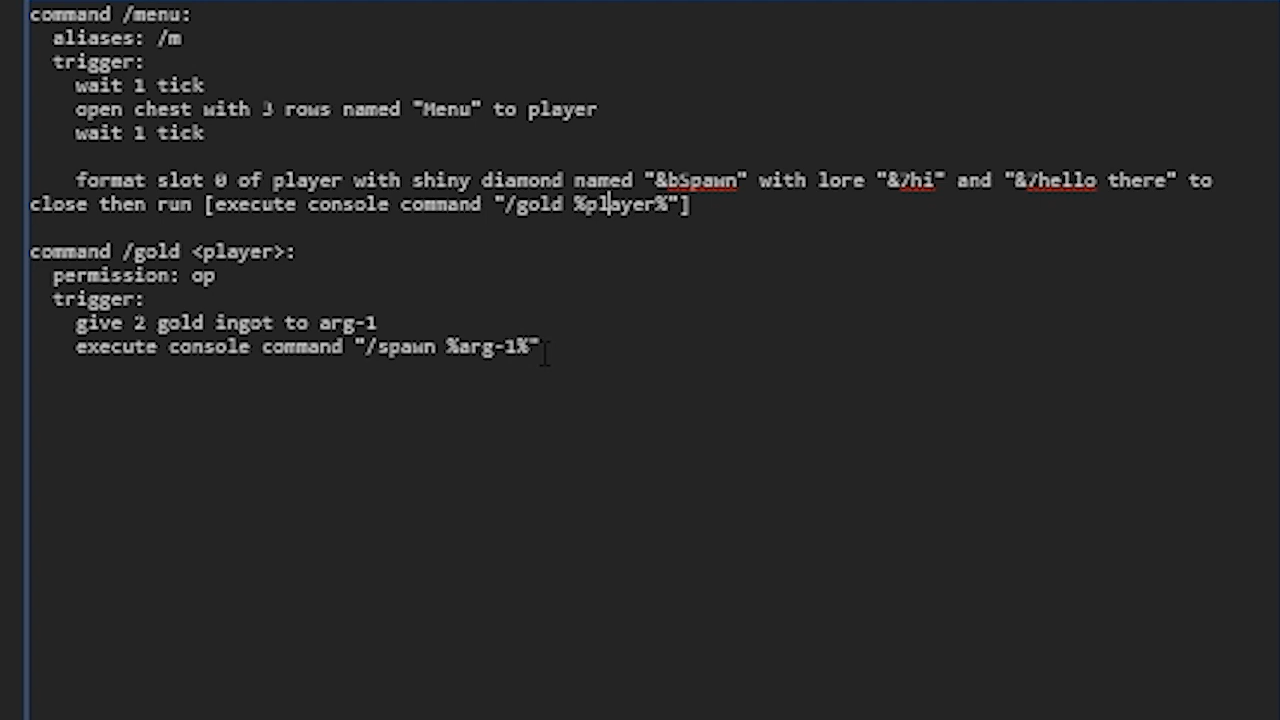 command /menu:
  aliases: /m
  trigger:
    wait 1 tick
    open chest with 3 rows named "Menu" to player
    wait 1 tick

    format slot 0 of player with shiny diamond named "&bSpawn" with lore "&7hi" and "&7hello there" to
close then run [execute console command "/gold %player%"]

command /gold <player>:
  permission: op
  trigger:
    give 2 gold ingot to arg-1
    execute console command "/spawn %arg-1%"